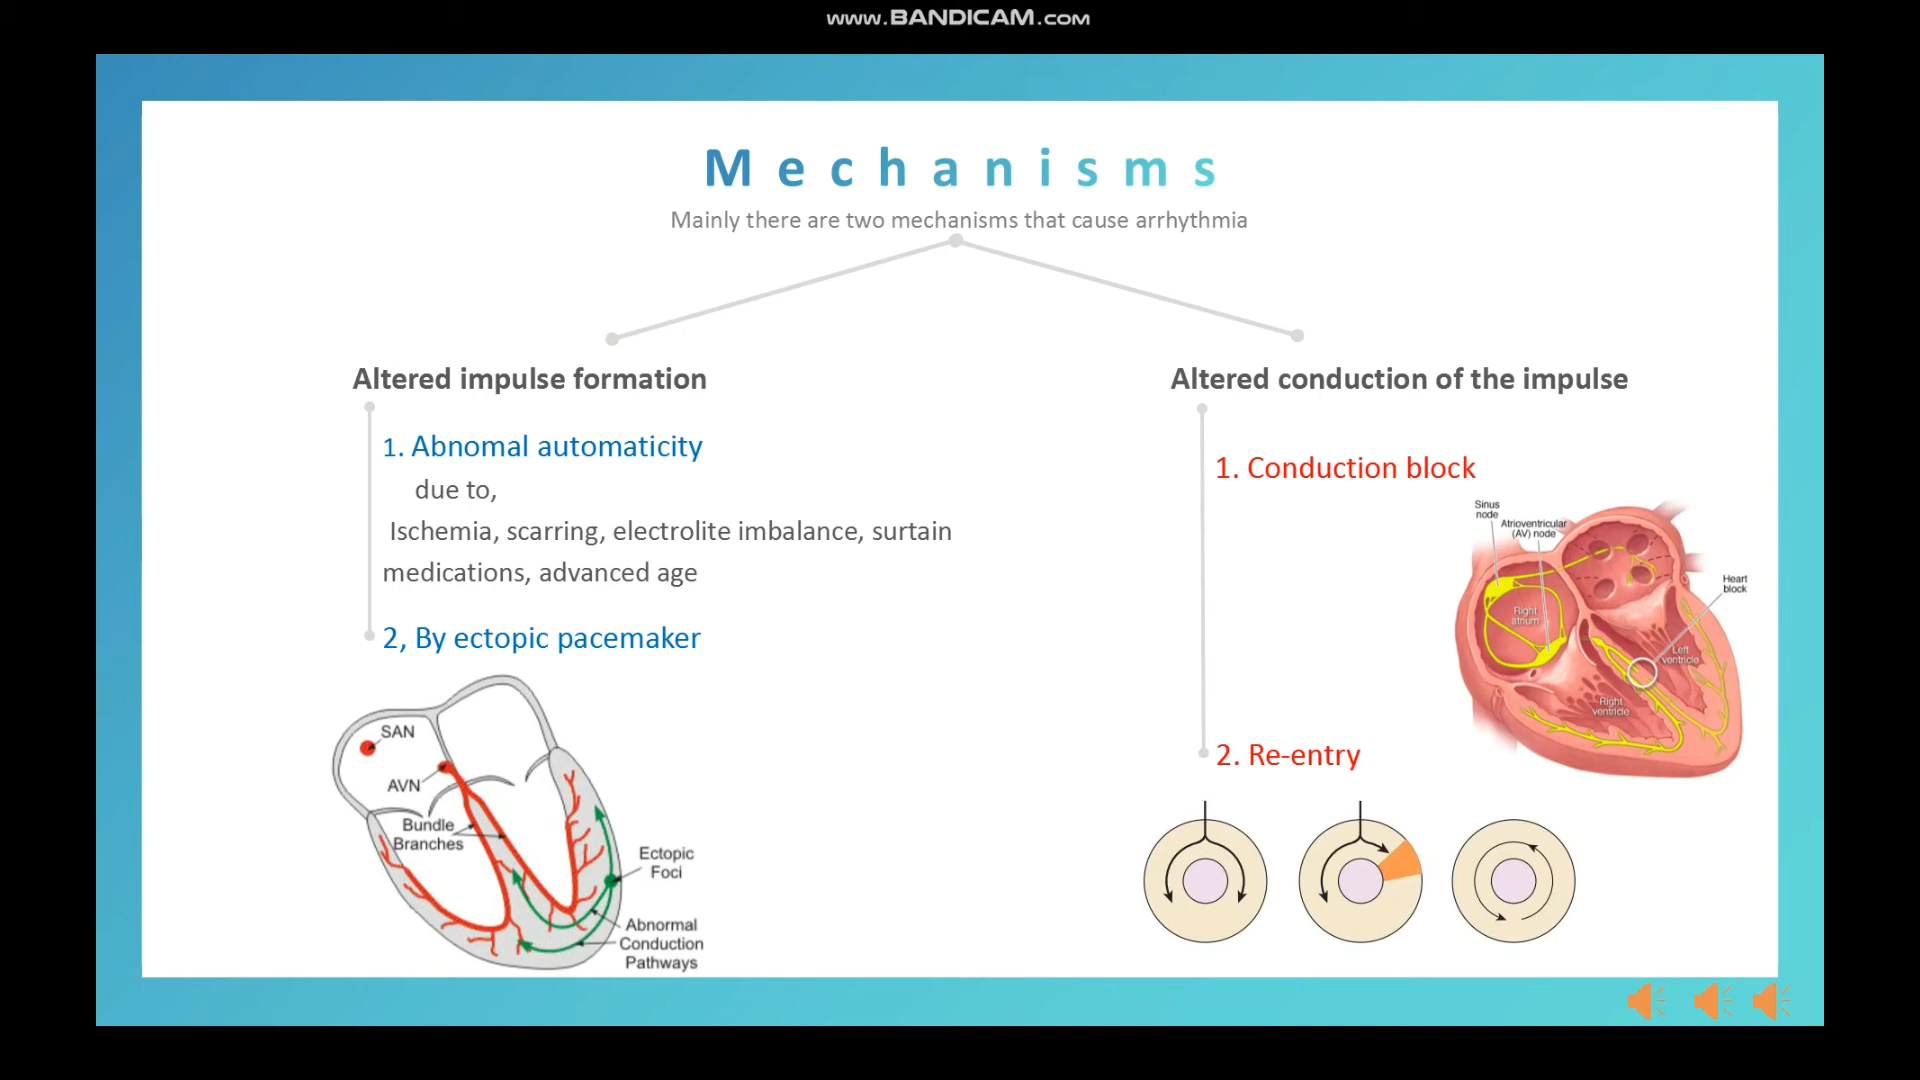 www.BANDICAM.com
Mechanisms
Mainly there are two mechanisms that cause arrhythmia
Altered impulse formation
1. Abnomal automaticity
due to,
Ischemia, scarring, electrolite imbalance, surtain
medications, advanced age
2, By ectopic pacemaker
SAN
AVN
Bundle
Branches
Ectopic
Foci
Abnormal
Conduction
Pathways
Altered conduction of the impulse
1. Conduction block
Sinus
node
Atrioventricular
(AV) node
Heart
block
Right
atrium
Left
ventricle
Right
ventricle
2. Re-entry